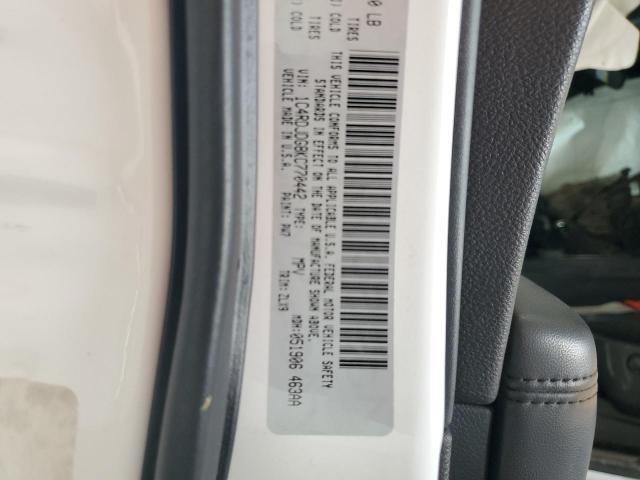 0 LB
TIRES
) COLD
TIRES
) COLD
THIS VEHICLE CONFORMS TO ALL APPLICABLE U.S.A. FEDERAL MOTOR VEHICLE SAFETY
STANDARDS IN EFFECT ON THE DATE OF MANUFACTURE SHOWN ABOVE.
VIN: 1C4RDJDG8KC770442 TYPE: MPV MDH: 051906 463AA
VEHICLE MADE IN U.S.A. PAINT: PW7 TRIM: ZLX9